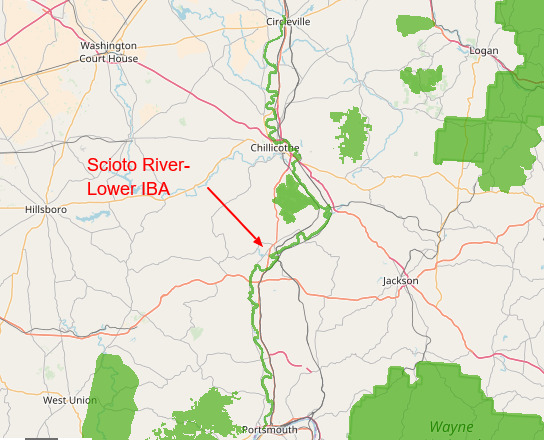 Circleville
Washington
Court House
Logan
Chillicothe
Scioto River-
Lower IBA
Hillsboro
Jackson
West Union
Wayne
Portsmouth